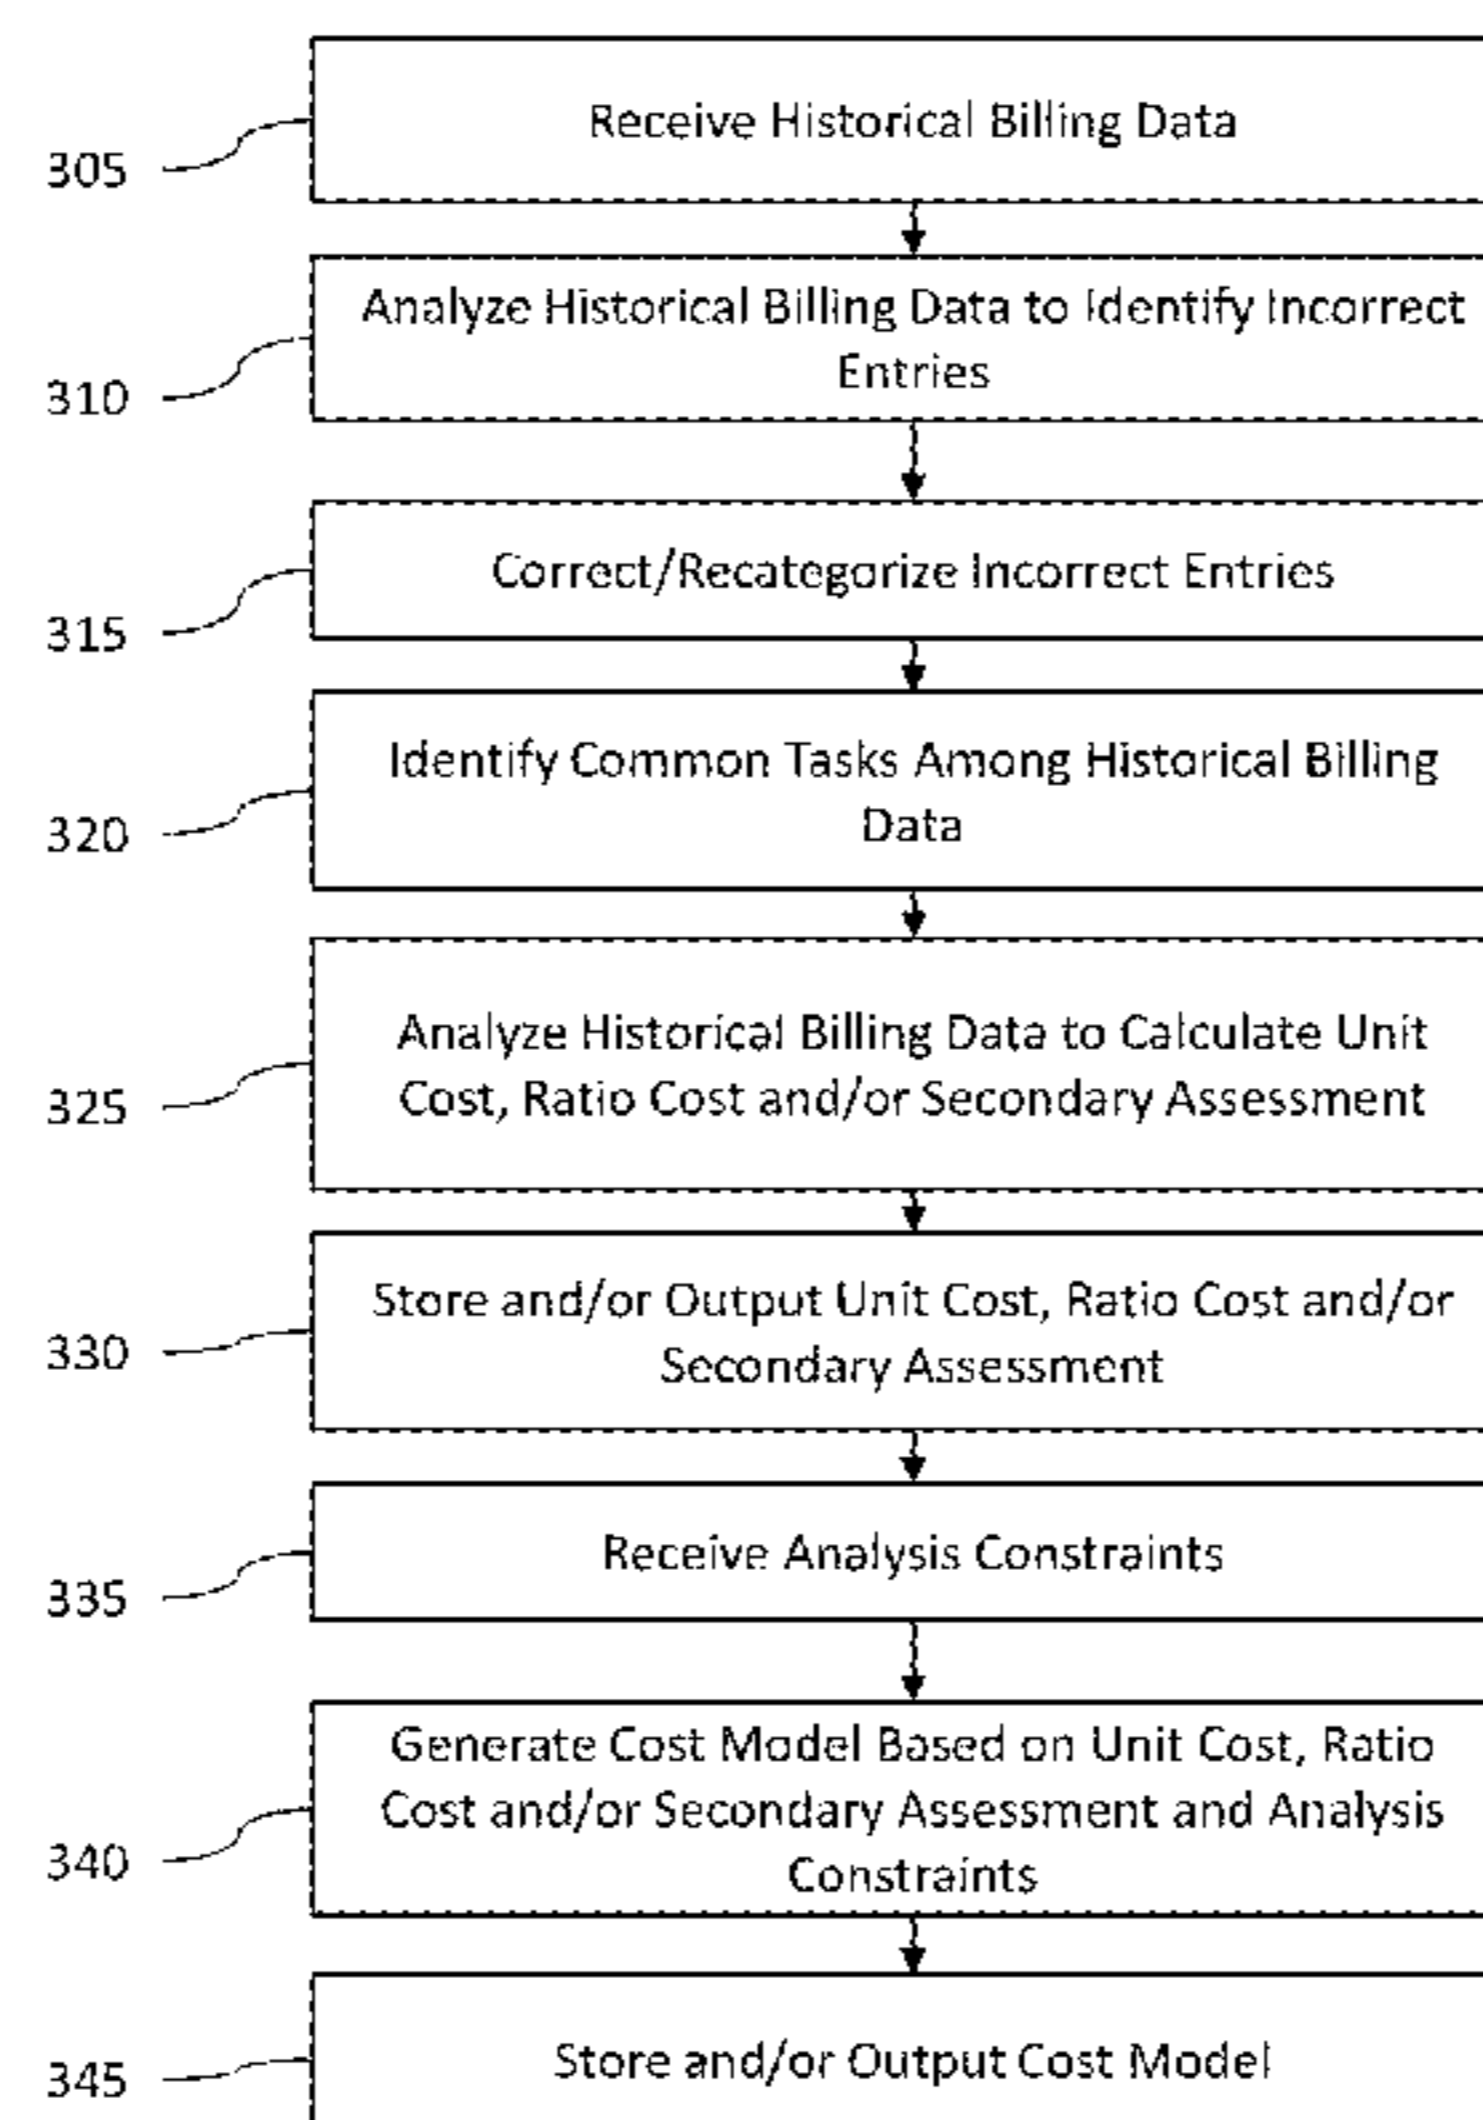 305
Receive Historical Billing Data
310
Analyze Historical Billing Data to Identify Incorrect
Entries
315
Correct/Recategorize Incorrect Entries
320
Identify Common Tasks Among Historical Billing
Data
325
Analyze Historical Billing Data to Calculate Unit
Cost, Ratio Cost and/or Secondary Assessment
330
Store and/or Output Unit Cost, Ratio Cost and/or
Secondary Assessment
335
Receive Analysis Constraints
340
Generate Cost Model Based on Unit Cost, Ratio
Cost and/or Secondary Assessment and Analysis
Constraints
345
Store and/or Output Cost Model